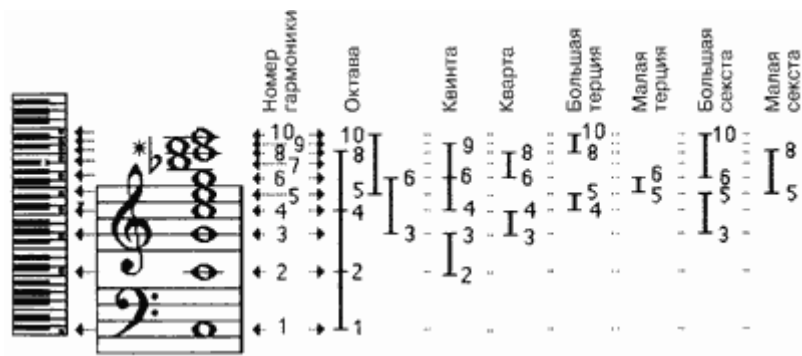 Номер
гармоники
Октава
Квинта
Кварта
Большая
терция
Малая
терция
Большая
секста
Малая
секста
10 10 9 10 10
9 8 8 8 8
8
7
6 6 6 6 6 6
5 5 5 5 5 5
4 4 4 4 4
3 3 3 3 3
2 2 2
1 1